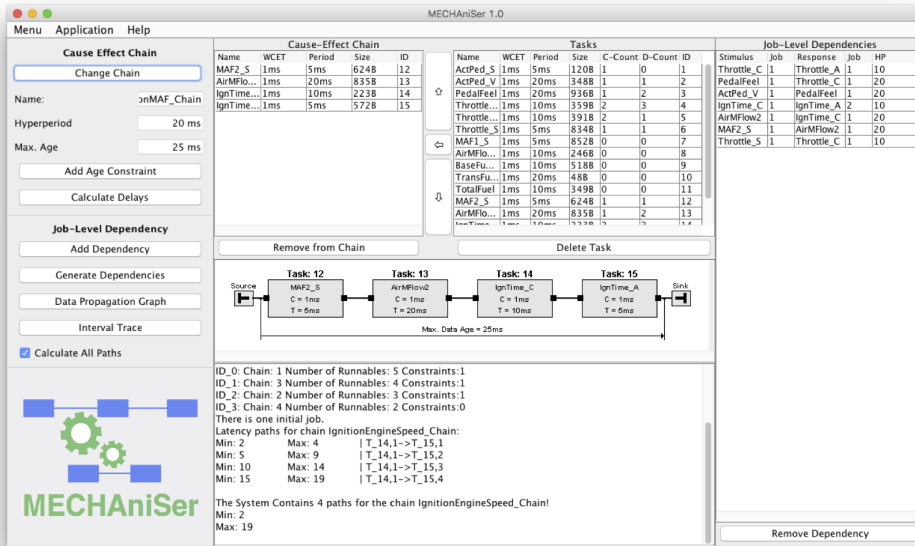 MECHAniSer 1.0
Menu Application Help
Cause Effect Chain
Change Chain
Name: onMAF_Chain
Hyperperiod 20 ms
Max. Age 25 ms
Add Age Constraint
Calculate Delays
Job-Level Dependency
Add Dependency
Generate Dependencies
Data Propagation Graph
Interval Trace
Calculate All Paths
MECHAniSer
Cause-Effect Chain
Name WCET Period Size ID
MAF2_S 1ms 5ms 624B 12
AirMFlo... 1ms 20ms 835B 13
IgnTime... 1ms 10ms 223B 14
IgnTime... 1ms 5ms 572B 15
Remove from Chain
Tasks
Name WCET Period Size C-Count D-Count ID
ActPed_S 1ms 5ms 120B 1 0 1
ActPed_V 1ms 20ms 348B 1 1 2
PedalFeel 1ms 20ms 936B 1 2 3
Throttle... 1ms 10ms 359B 2 3 4
Throttle... 1ms 10ms 391B 2 1 5
Throttle_S 1ms 5ms 834B 1 1 6
MAF1_S 1ms 5ms 852B 0 0 7
AirMFlo... 1ms 10ms 246B 0 0 8
BaseFu... 1ms 10ms 518B 0 0 9
TransFu... 1ms 20ms 48B 0 0 10
TotalFuel 1ms 10ms 349B 0 0 11
MAF2_S 1ms 5ms 624B 1 1 12
AirMFlo... 1ms 20ms 835B 1 2 13
IgnTime... 1ms 10ms 223B 2 2 14
Delete Task
Job-Level Dependencies
Stimulus Job Response Job HP
Throttle_C 1 Throttle_A 1 10
PedalFeel 1 Throttle_C 1 20
ActPed_V 1 PedalFeel 1 20
IgnTime_C 1 IgnTime_A 2 10
AirMFlow2 1 IgnTime_C 1 20
MAF2_S 1 AirMFlow2 1 20
Throttle_S 1 Throttle_C 1 10
Remove Dependency
Source Task: 12 Task: 13 Task: 14 Task: 15 Sink
MAF2_S AirMFlow2 IgnTime_C IgnTime_A
C = 1ms C = 1ms C = 1ms C = 1ms
T = 5ms T = 20ms T = 10ms T = 5ms
Max. Data Age = 25ms
ID_0: Chain: 1 Number of Runnables: 5 Constraints:1
ID_1: Chain: 3 Number of Runnables: 4 Constraints:1
ID_2: Chain: 2 Number of Runnables: 3 Constraints:1
ID_3: Chain: 4 Number of Runnables: 2 Constraints:0
There is one initial job.
Latency paths for chain IgnitionEngineSpeed_Chain:
Min: 2 Max: 4 | T_14,1->T_15,1
Min: 5 Max: 9 | T_14,1->T_15,2
Min: 10 Max: 14 | T_14,1->T_15,3
Min: 15 Max: 19 | T_14,1->T_15,4
The System Contains 4 paths for the chain IgnitionEngineSpeed_Chain!
Min: 2
Max: 19